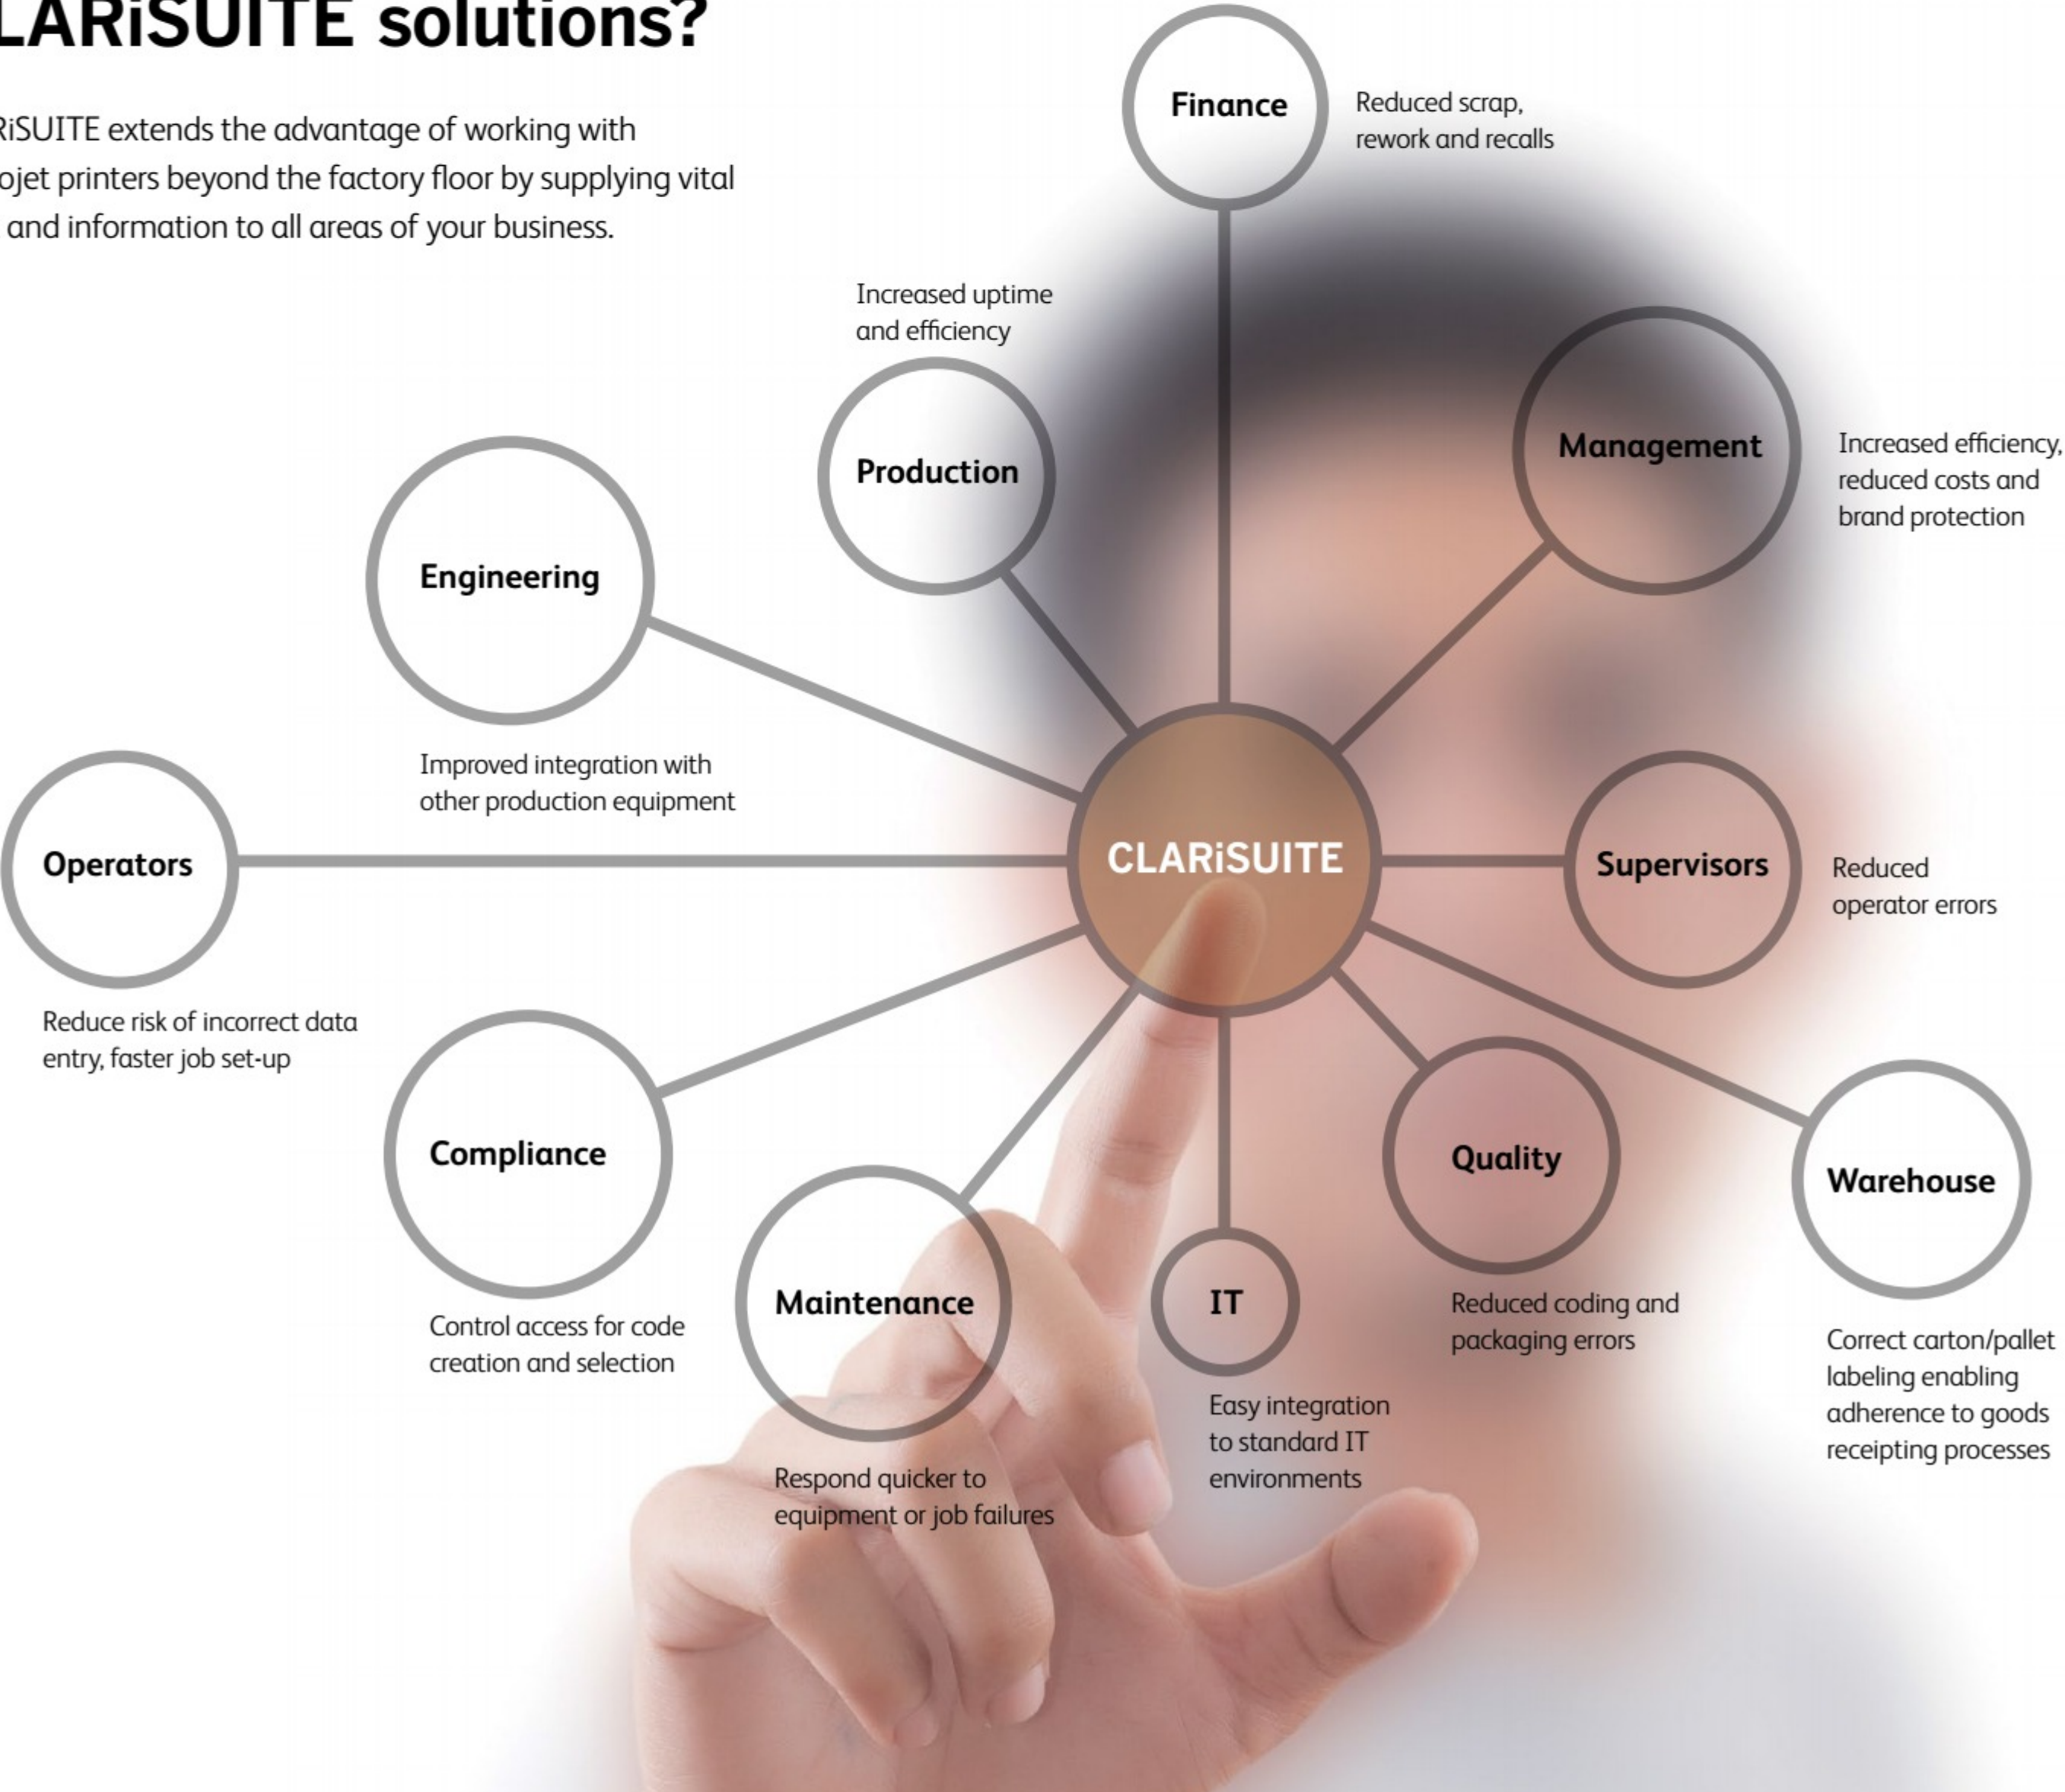 LARiSUITE solutions?
RiSUITE extends the advantage of working with
ojet printers beyond the factory floor by supplying vital
and information to all areas of your business.
Finance
Reduced scrap,
rework and recalls
Increased uptime
and efficiency
Production
Management
Increased efficiency,
reduced costs and
brand protection
Engineering
Improved integration with
other production equipment
Operators
Reduce risk of incorrect data
entry, faster job set-up
CLARiSUITE
Supervisors
Reduced
operator errors
Compliance
Control access for code
creation and selection
Maintenance
Respond quicker to
equipment or job failures
IT
Easy integration
to standard IT
environments
Quality
Reduced coding and
packaging errors
Warehouse
Correct carton/pallet
labeling enabling
adherence to goods
receipting processes